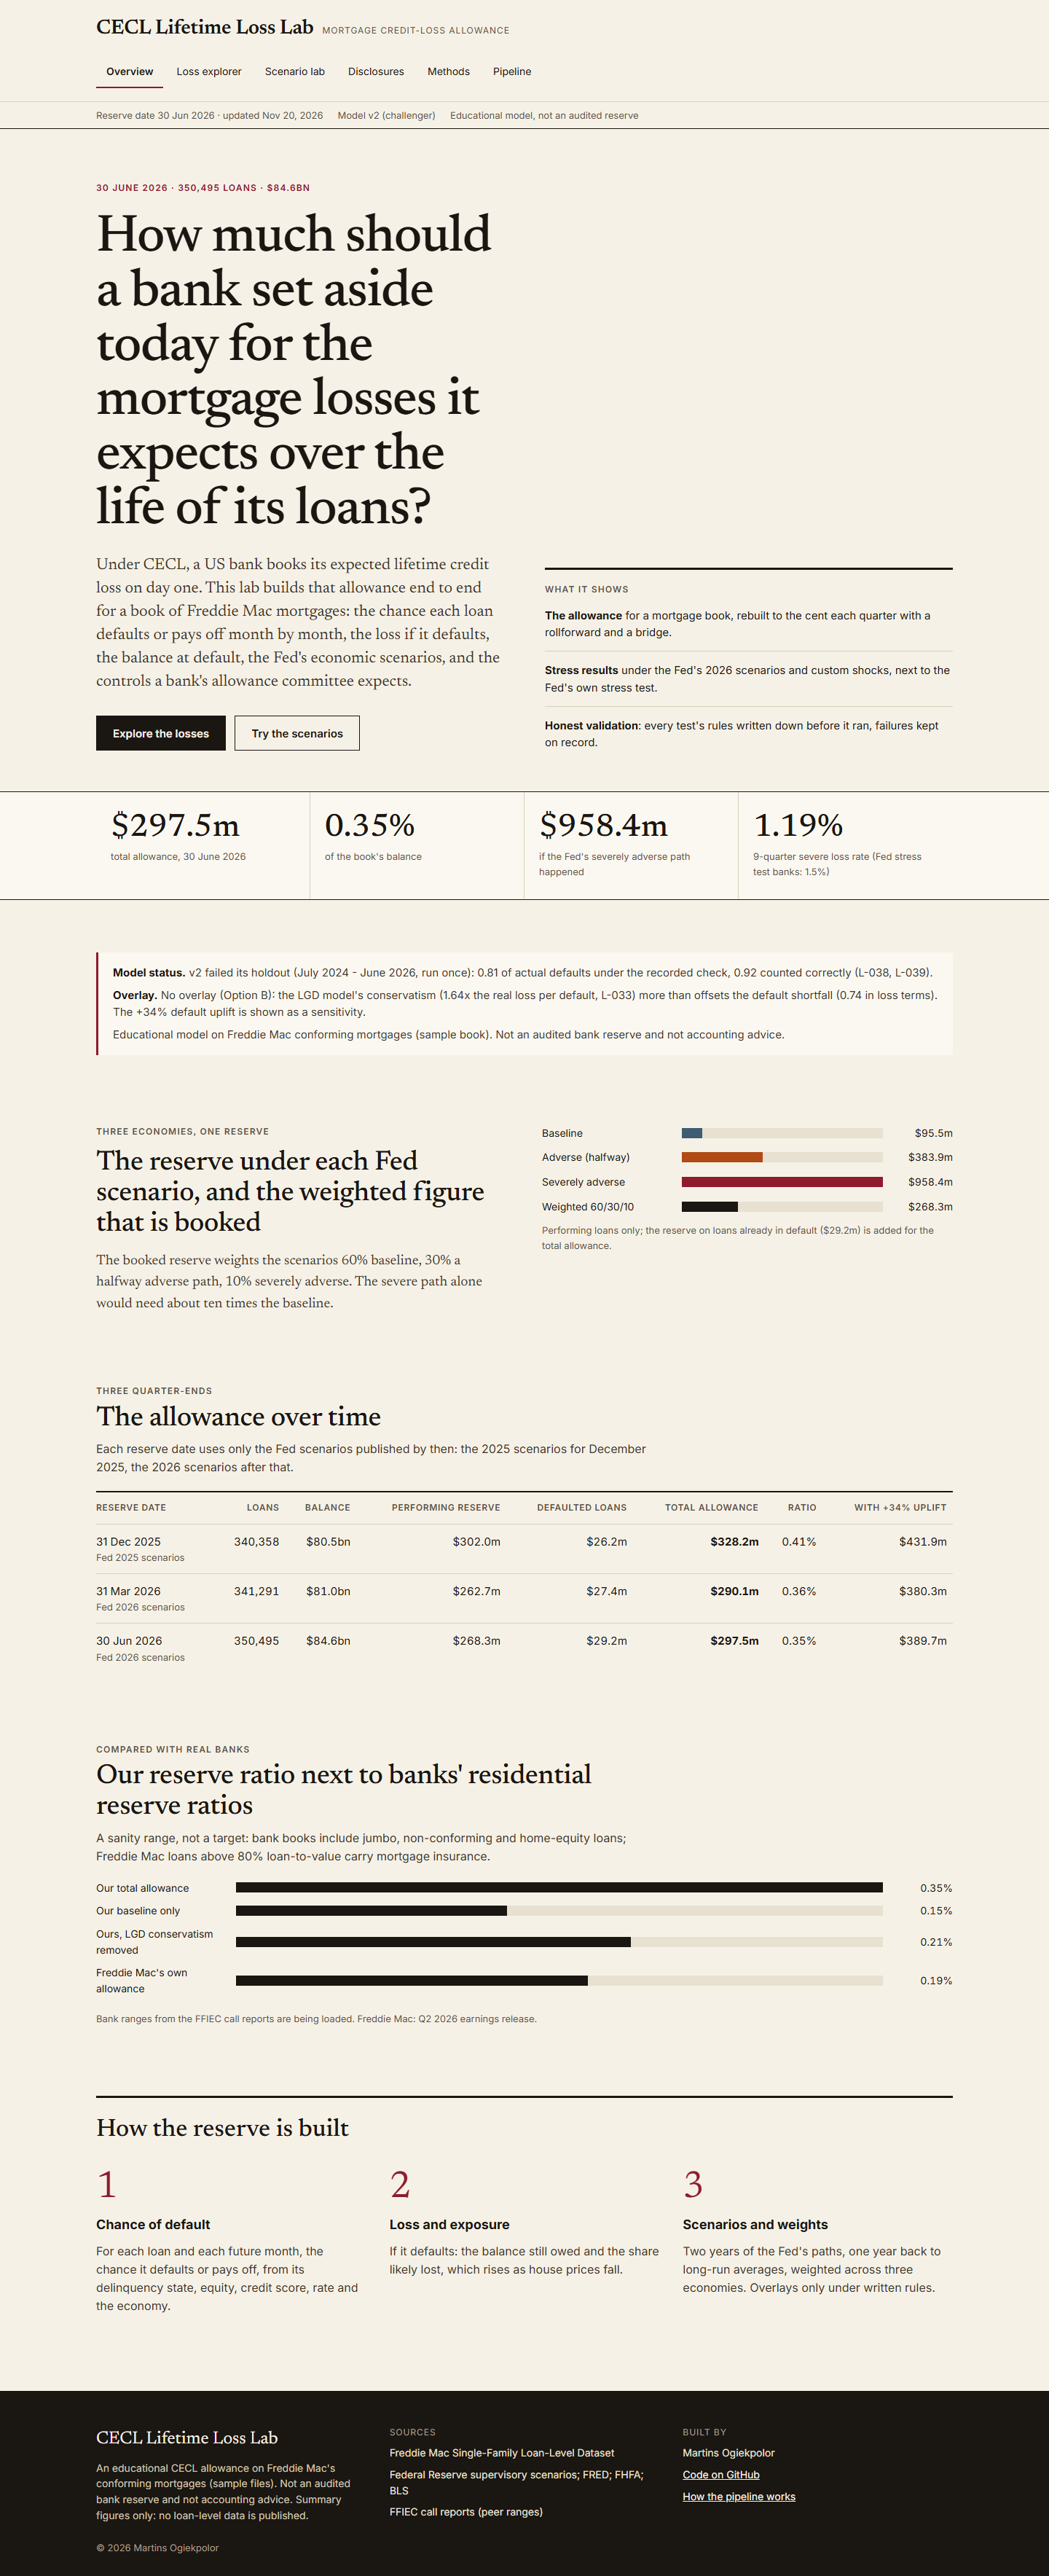 CECL Lifetime Loss Lab MORTGAGE CREDIT-LOSS ALLOWANCE
Overview Loss explorer Scenario lab Disclosures Methods Pipeline
Reserve date 30 Jun 2026 · updated Nov 20, 2026 Model v2 (challenger) Educational model, not an audited reserve
30 JUNE 2026 · 350,495 LOANS · $84.6BN
How much should
a bank set aside
today for the
mortgage losses it
expects over the
life of its loans?
Under CECL, a US bank books its expected lifetime credit
loss on day one. This lab builds that allowance end to end
for a book of Freddie Mac mortgages: the chance each loan
defaults or pays off month by month, the loss if it defaults,
the balance at default, the Fed's economic scenarios, and the
controls a bank's allowance committee expects.
Explore the losses Try the scenarios
WHAT IT SHOWS
The allowance for a mortgage book, rebuilt to the cent each quarter with a
rollforward and a bridge.
Stress results under the Fed's 2026 scenarios and custom shocks, next to the
Fed's own stress test.
Honest validation: every test's rules written down before it ran, failures kept
on record.
$297.5m
total allowance, 30 June 2026
0.35%
of the book's balance
$958.4m
if the Fed's severely adverse path
happened
1.19%
9-quarter severe loss rate (Fed stress
test banks: 1.5%)
Model status. v2 failed its holdout (July 2024 - June 2026, run once): 0.81 of actual defaults under the recorded check, 0.92 counted correctly (L-038, L-039).
Overlay. No overlay (Option B): the LGD model's conservatism (1.64x the real loss per default, L-033) more than offsets the default shortfall (0.74 in loss terms).
The +34% default uplift is shown as a sensitivity.
Educational model on Freddie Mac conforming mortgages (sample book). Not an audited bank reserve and not accounting advice.
THREE ECONOMIES, ONE RESERVE
The reserve under each Fed
scenario, and the weighted figure
that is booked
The booked reserve weights the scenarios 60% baseline, 30% a
halfway adverse path, 10% severely adverse. The severe path alone
would need about ten times the baseline.
Baseline $95.5m
Adverse (halfway) $383.9m
Severely adverse $958.4m
Weighted 60/30/10 $268.3m
Performing loans only; the reserve on loans already in default ($29.2m) is added for the
total allowance.
THREE QUARTER-ENDS
The allowance over time
Each reserve date uses only the Fed scenarios published by then: the 2025 scenarios for December
2025, the 2026 scenarios after that.
RESERVE DATE LOANS BALANCE PERFORMING RESERVE DEFAULTED LOANS TOTAL ALLOWANCE RATIO WITH +34% UPLIFT
31 Dec 2025 340,358 $80.5bn $302.0m $26.2m $328.2m 0.41% $431.9m
Fed 2025 scenarios
31 Mar 2026 341,291 $81.0bn $262.7m $27.4m $290.1m 0.36% $380.3m
Fed 2026 scenarios
30 Jun 2026 350,495 $84.6bn $268.3m $29.2m $297.5m 0.35% $389.7m
Fed 2026 scenarios
COMPARED WITH REAL BANKS
Our reserve ratio next to banks' residential
reserve ratios
A sanity range, not a target: bank books include jumbo, non-conforming and home-equity loans;
Freddie Mac loans above 80% loan-to-value carry mortgage insurance.
Our total allowance 0.35%
Our baseline only 0.15%
Ours, LGD conservatism
removed 0.21%
Freddie Mac's own
allowance 0.19%
Bank ranges from the FFIEC call reports are being loaded. Freddie Mac: Q2 2026 earnings release.
How the reserve is built
1
Chance of default
For each loan and each future month, the
chance it defaults or pays off, from its
delinquency state, equity, credit score, rate and
the economy.
2
Loss and exposure
If it defaults: the balance still owed and the share
likely lost, which rises as house prices fall.
3
Scenarios and weights
Two years of the Fed's paths, one year back to
long-run averages, weighted across three
economies. Overlays only under written rules.
CECL Lifetime Loss Lab
An educational CECL allowance on Freddie Mac's
conforming mortgages (sample files). Not an audited
bank reserve and not accounting advice. Summary
figures only: no loan-level data is published.
© 2026 Martins Ogiekpolor
SOURCES
Freddie Mac Single-Family Loan-Level Dataset
Federal Reserve supervisory scenarios; FRED; FHFA;
BLS
FFIEC call reports (peer ranges)
BUILT BY
Martins Ogiekpolor
Code on GitHub
How the pipeline works